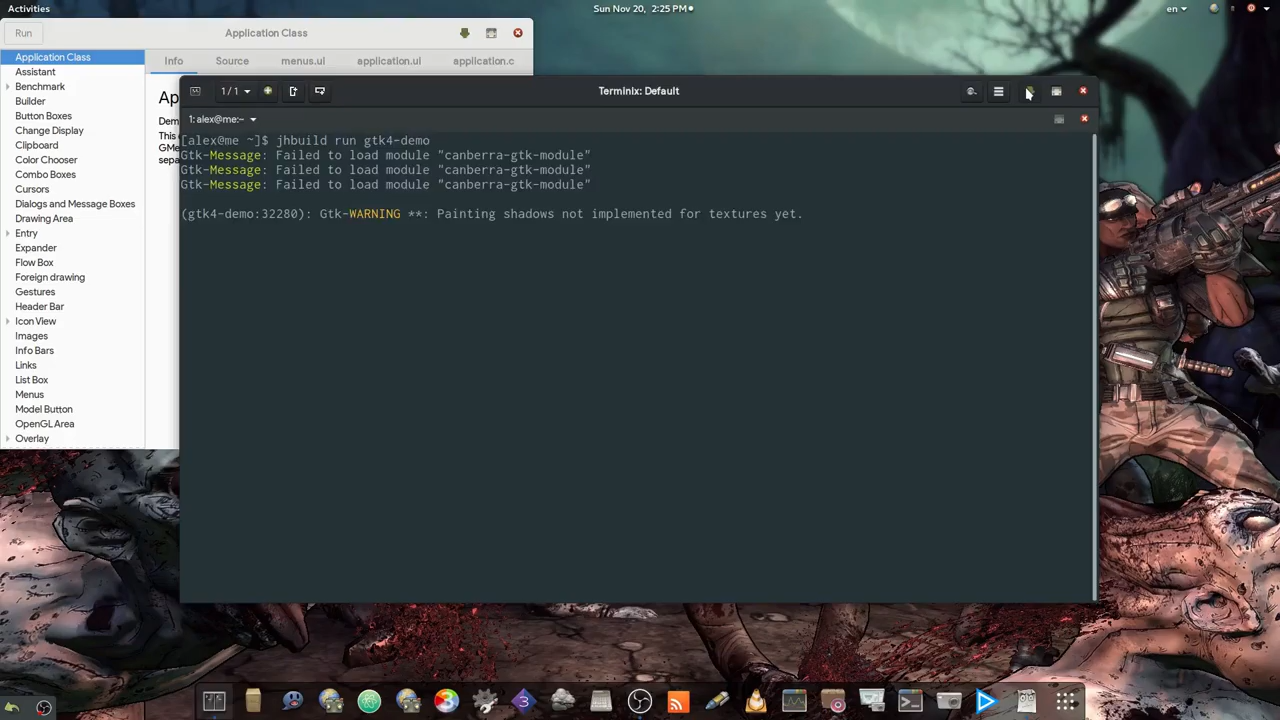 Activities
Sun Nov 20, 2:25 PM
en
Run
Application Class
Info
Source
menus.ui
application.ui
application.c
Application Class
Assistant
Benchmark
Builder
Button Boxes
Change Display
Clipboard
Color Chooser
Combo Boxes
Cursors
Dialogs and Message Boxes
Drawing Area
Entry
Expander
Flow Box
Foreign drawing
Gestures
Header Bar
Icon View
Images
Info Bars
Links
List Box
Menus
Model Button
OpenGL Area
Overlay
1 / 1
Terminix: Default
1: alex@me:~
[alex@me ~]$ jhbuild run gtk4-demo
Gtk-Message: Failed to load module "canberra-gtk-module"
Gtk-Message: Failed to load module "canberra-gtk-module"
Gtk-Message: Failed to load module "canberra-gtk-module"
(gtk4-demo:32280): Gtk-WARNING **: Painting shadows not implemented for textures yet.